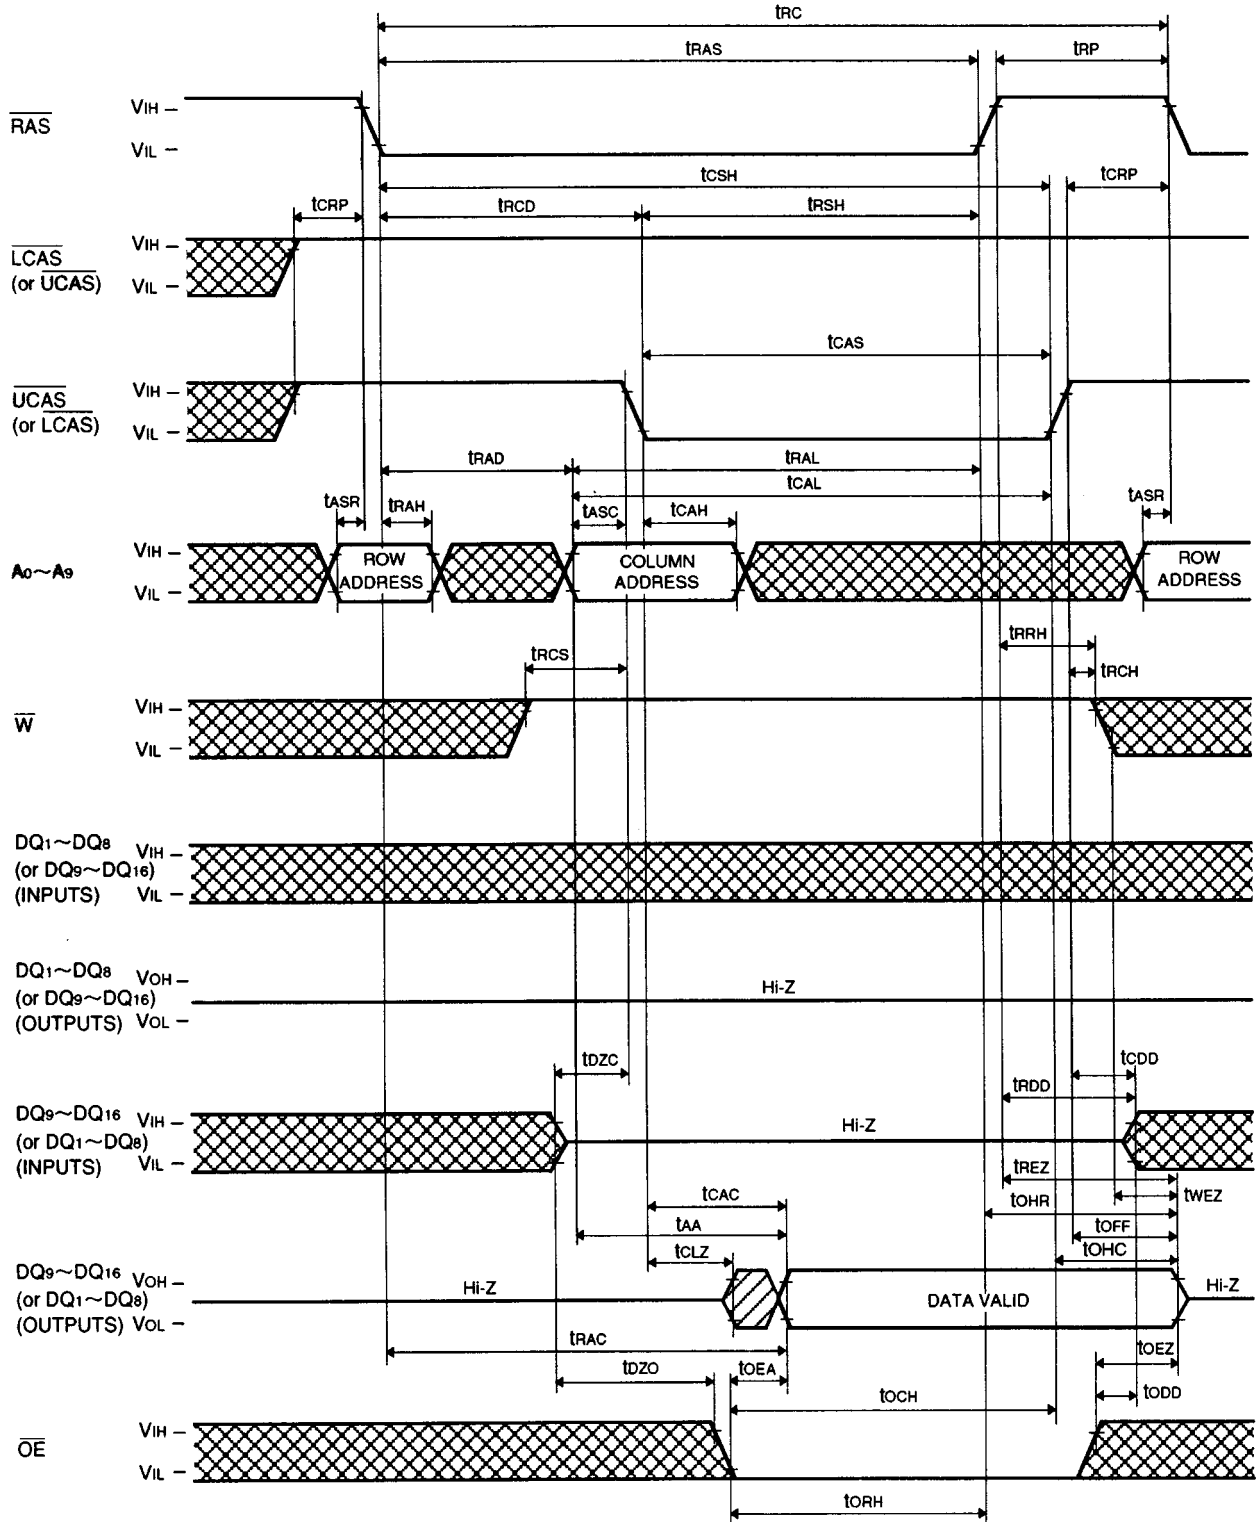 tRC
tRAS
tRP
RAS
VIH
VIL
tCSH
tCRP
tCRP
tRCD
tRSH
LCAS
(or UCAS)
VIH
VIL
tCAS
UCAS
(or LCAS)
VIH
VIL
tRAD
tRAL
tCAL
tASR
tRAH
tASC
tCAH
tASR
A0~A9
VIH
VIL
ROW
ADDRESS
COLUMN
ADDRESS
ROW
ADDRESS
tRRH
tRCS
tRCH
W
VIH
VIL
DQ1~DQ8
(or DQ9~DQ16)
(INPUTS)
VIH
VIL
DQ1~DQ8
(or DQ9~DQ16)
(OUTPUTS)
VOH
VOL
Hi-Z
tDZC
tCDD
tRDD
DQ9~DQ16
(or DQ1~DQ8)
(INPUTS)
VIH
VIL
Hi-Z
tREZ
tWEZ
tCAC
tOHR
tAA
tOFF
tCLZ
tOHC
DQ9~DQ16
(or DQ1~DQ8)
(OUTPUTS)
VOH
VOL
Hi-Z
DATA VALID
Hi-Z
tRAC
tOEZ
tDZO
tOEA
tOCH
tODD
OE
VIH
VIL
tORH